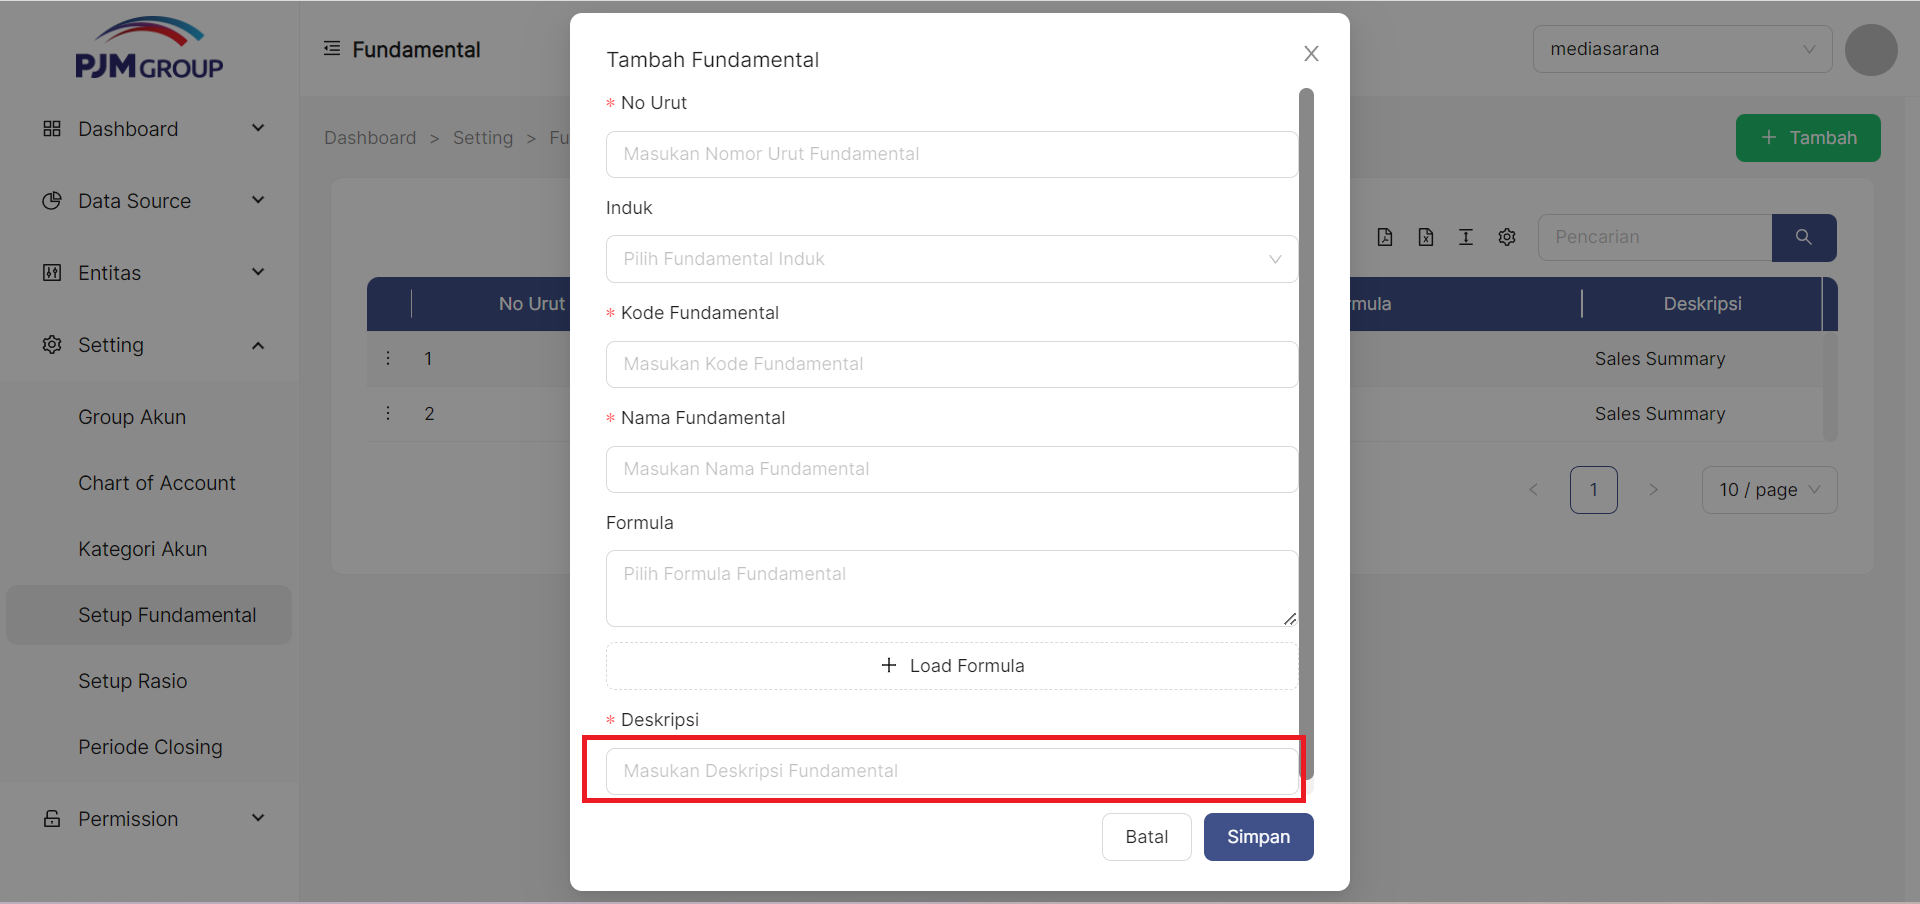 PJM GROUP
Dashboard
Data Source
Entitas
Setting
Group Akun
Chart of Account
Kategori Akun
Setup Fundamental
Setup Rasio
Periode Closing
Permission
Fundamental
mediasarana
Dashboard > Setting > Fu
+ Tambah
Pencarian
No Urut
mula
Deskripsi
1
Sales Summary
2
Sales Summary
< 1 >
10 / page
Tambah Fundamental
* No Urut
Masukan Nomor Urut Fundamental
Induk
Pilih Fundamental Induk
* Kode Fundamental
Masukan Kode Fundamental
* Nama Fundamental
Masukan Nama Fundamental
Formula
Pilih Formula Fundamental
+ Load Formula
* Deskripsi
Masukan Deskripsi Fundamental
Batal
Simpan